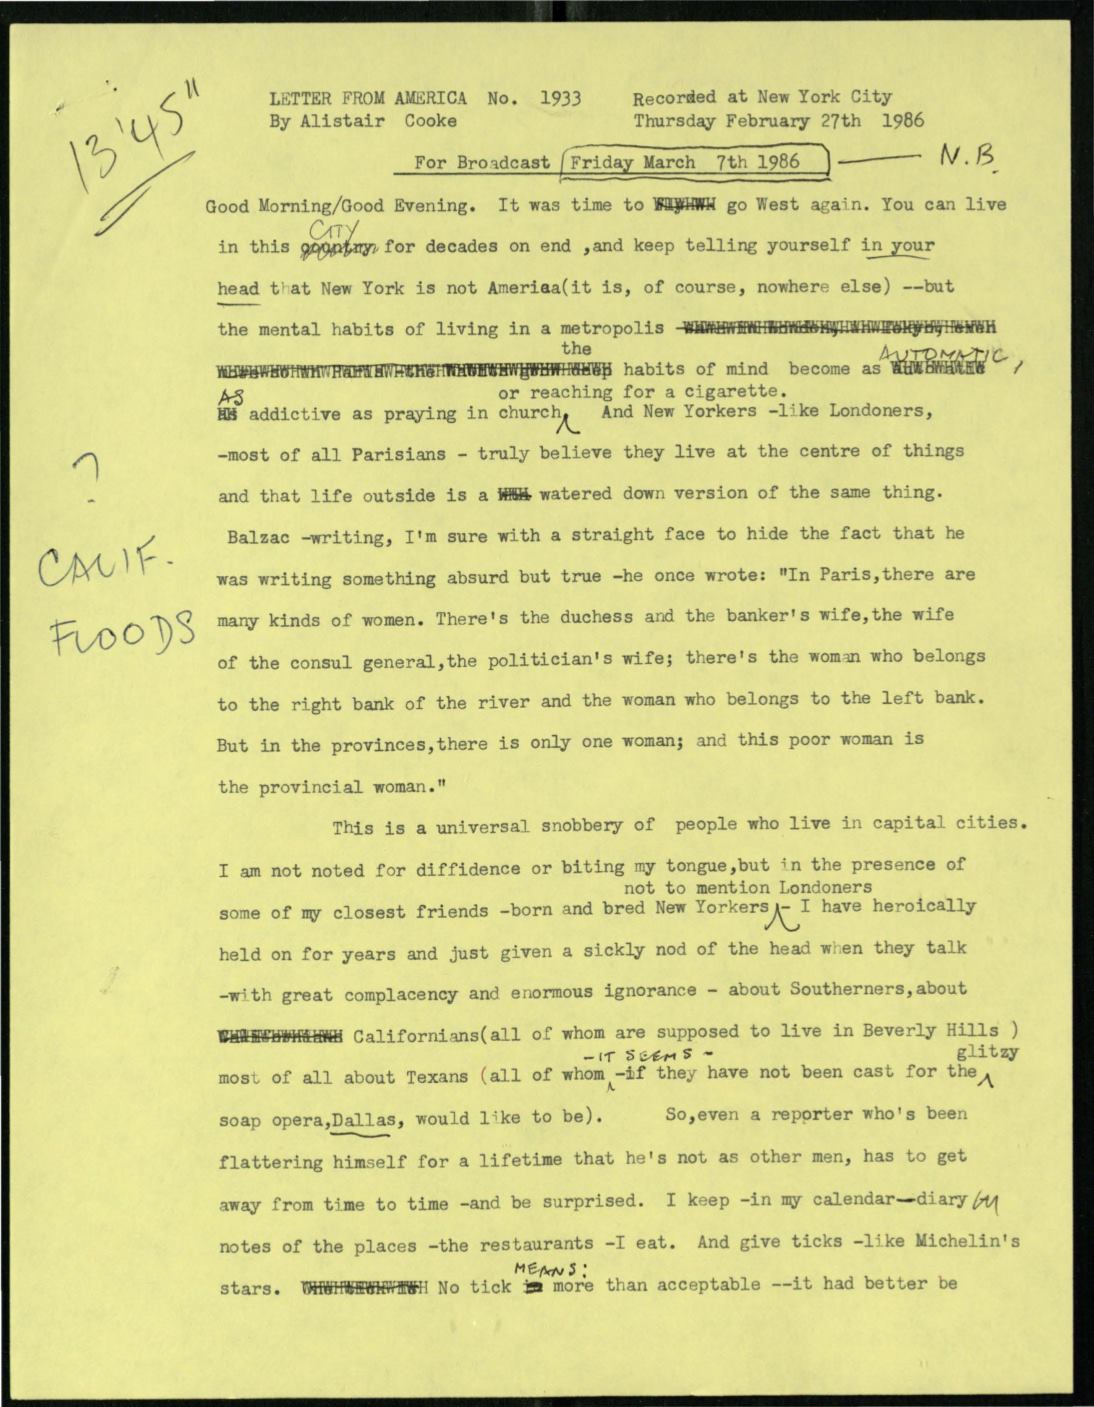 13'45"
LETTER FROM AMERICA No. 1933 Recorded at New York City
By Alistair Cooke Thursday February 27th 1986
For Broadcast Friday March 7th 1986 N.B.
Good Morning/Good Evening. It was time to go West again. You can live
CITY
in this country for decades on end ,and keep telling yourself in your
head that New York is not Ameriaa(it is, of course, nowhere else) --but
the mental habits of living in a metropolis
the AUTOMATIC,
habits of mind become as
AS or reaching for a cigarette.
addictive as praying in church. And New Yorkers -like Londoners,
-most of all Parisians - truly believe they live at the centre of things
?
and that life outside is a watered down version of the same thing.
Balzac -writing, I'm sure with a straight face to hide the fact that he
CALIF.
was writing something absurd but true -he once wrote: "In Paris,there are
FLOODS
many kinds of women. There's the duchess and the banker's wife,the wife
of the consul general,the politician's wife; there's the woman who belongs
to the right bank of the river and the woman who belongs to the left bank.
But in the provinces,there is only one woman; and this poor woman is
the provincial woman."
This is a universal snobbery of people who live in capital cities.
I am not noted for diffidence or biting my tongue,but in the presence of
not to mention Londoners
some of my closest friends -born and bred New Yorkers - I have heroically
held on for years and just given a sickly nod of the head when they talk
-with great complacency and enormous ignorance - about Southerners,about
Californians(all of whom are supposed to live in Beverly Hills )
-IT SEEMS- glitzy
most of all about Texans (all of whom -if they have not been cast for the
soap opera,Dallas, would like to be). So,even a reporter who's been
flattering himself for a lifetime that he's not as other men, has to get
away from time to time -and be surprised. I keep -in my calendar-diary
notes of the places -the restaurants -I eat. And give ticks -like Michelin's
MEANS:
stars. No tick more than acceptable --it had better be